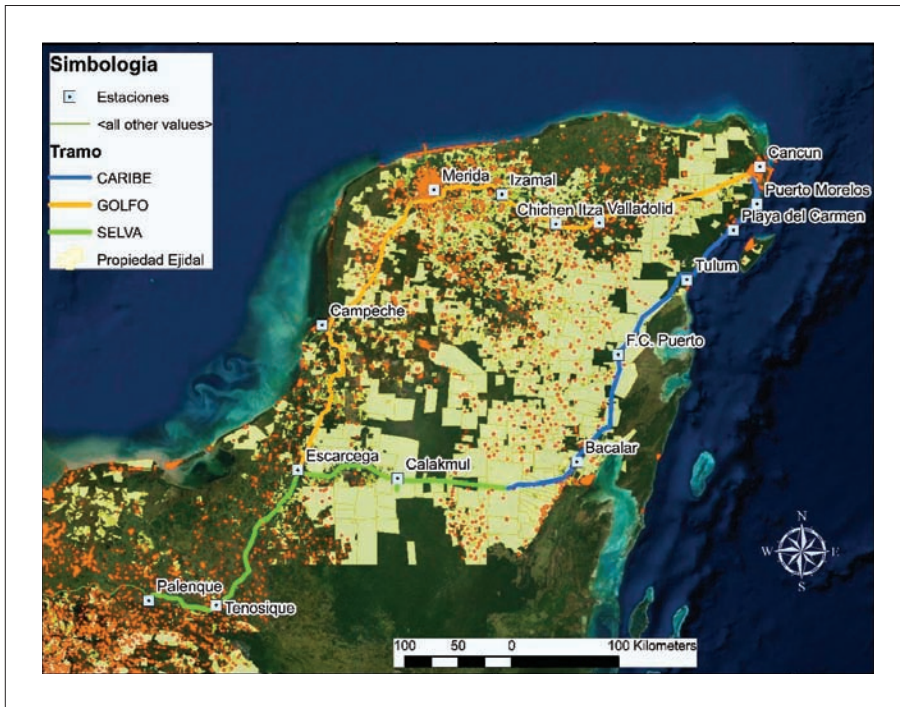 Simbologia
Estaciones
<all other values>
Tramo
CARIBE
GOLFO
SELVA
Propiedad Ejidal
Cancun
Merida
Izamal
Puerto Morelos
Chichen Itza
Valladolid
Playa del Carmen
Tulum
Campeche
F.C. Puerto
Bacalar
Escarcega
Calakmul
Palenque
Tenosique
N
W E
S
100 50 0 100 Kilometers